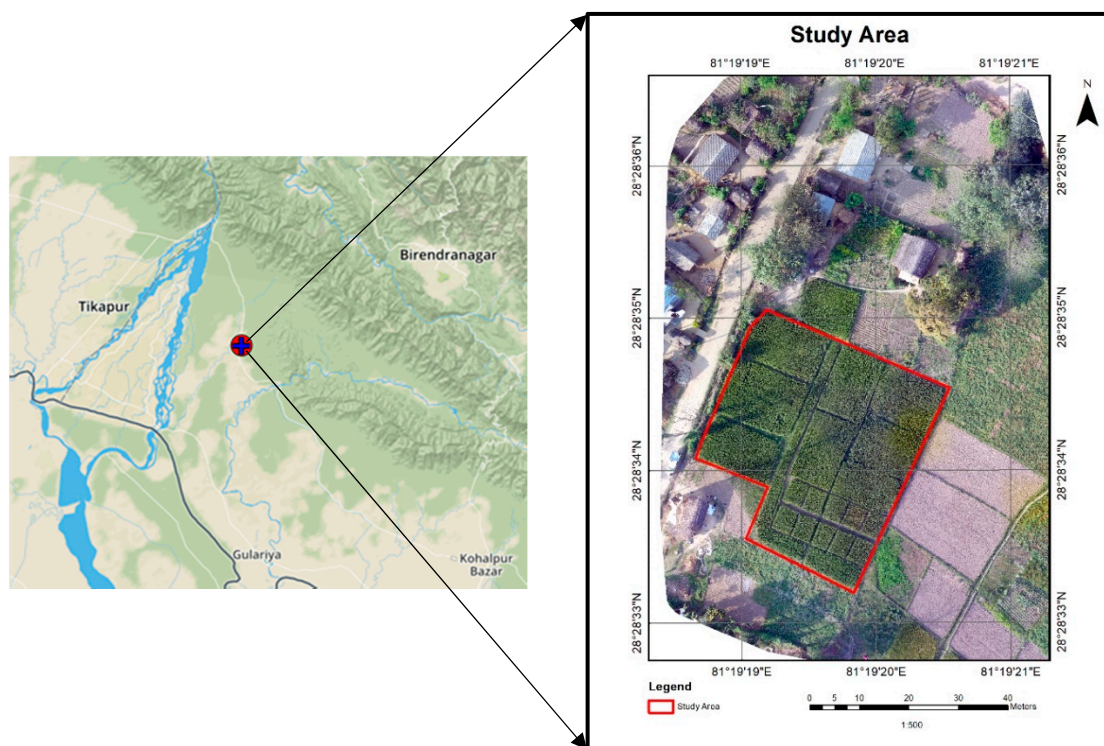 Tikapur
Birendranagar
Gulariya
Kohalpur
Bazar
Study Area
81°19'19"E
81°19'20"E
81°19'21"E
N
28°28'36"N
28°28'36"N
28°28'35"N
28°28'35"N
28°28'34"N
28°28'34"N
28°28'33"N
28°28'33"N
81°19'19"E
81°19'20"E
81°19'21"E
Legend
Study Area
0 5 10 20 30 40
Meters
1:500